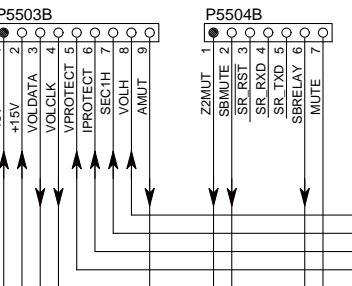 P5503B
P5504B
2
3
4
5
6
7
8
9
1
2
3
4
5
6
7
+15V
VOLDATA
VOLCLK
VPROTECT
IPROTECT
SEC1H
VOLH
AMUT
Z2MUT
SBMUTE
SR_RST
SR_RXD
SR_TXD
SBRELAY
MUTE